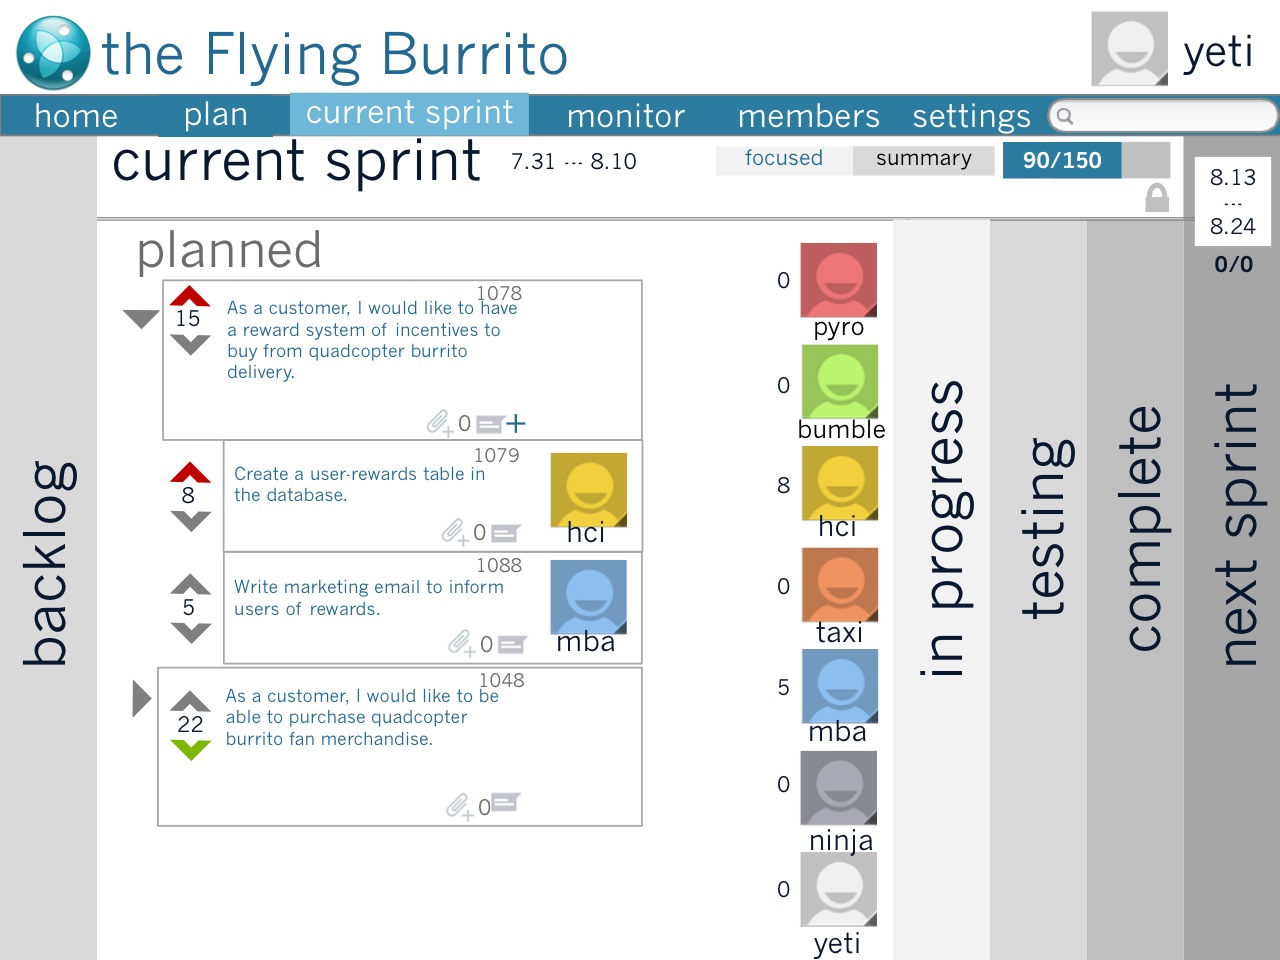 the Flying Burrito
yeti
home plan current sprint monitor members settings
current sprint 7.31 --- 8.10 focused summary 90/150
8.13
---
8.24
0/0
backlog
planned
1078
15
As a customer, I would like to have
a reward system of incentives to
buy from quadcopter burrito
delivery.
0 +
1079
8
Create a user-rewards table in
the database.
hci
0
1088
5
Write marketing email to inform
users of rewards.
mba
0
1048
22
As a customer, I would like to be
able to purchase quadcopter
burrito fan merchandise.
0
0
pyro
0
bumble
8
hci
0
taxi
5
mba
0
ninja
0
yeti
in progress
testing
complete
next sprint